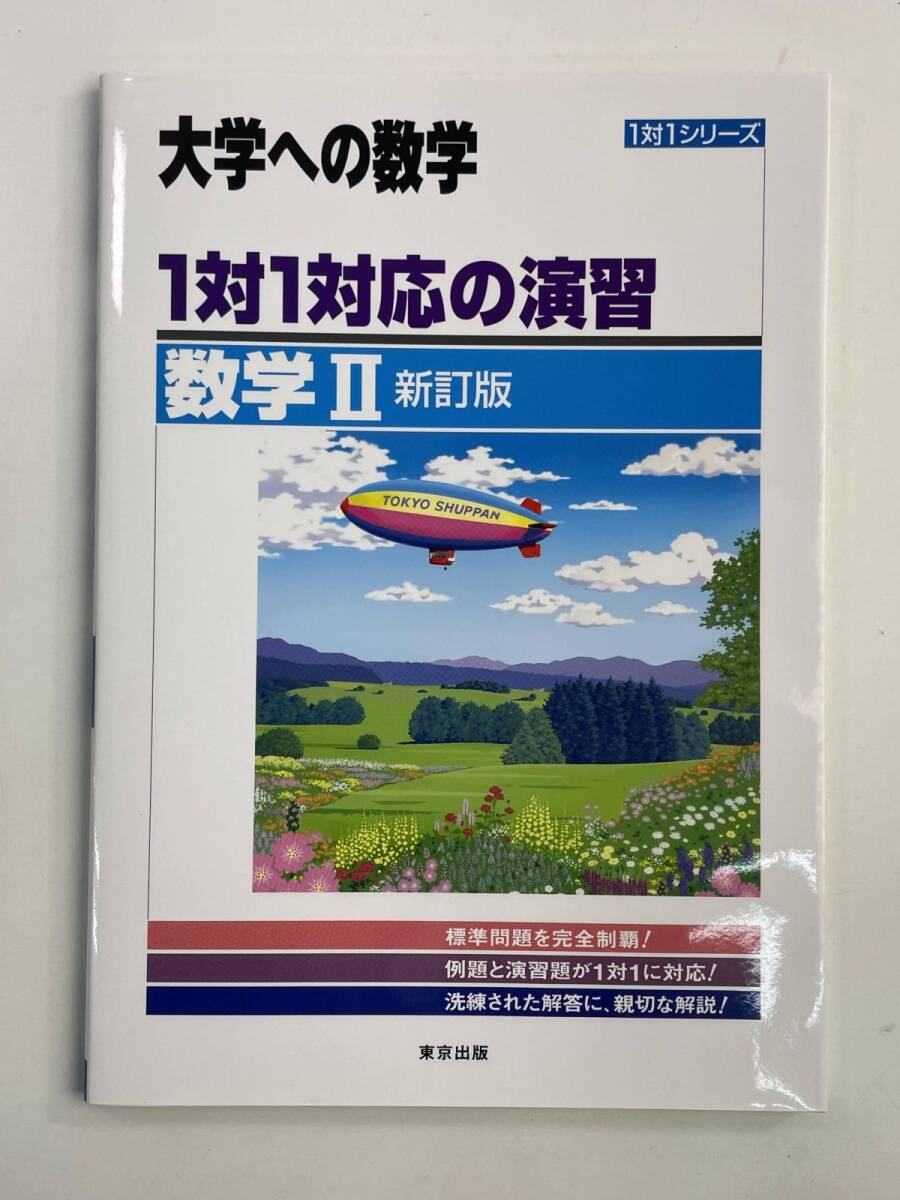 大学への数学
1対1シリーズ
1対1対応の演習
数学Ⅱ 新訂版
TOKYO SHUPPAN
標準問題を完全制覇!
例題と演習題が1対1に対応!
洗練された解答に、親切な解説!
東京出版